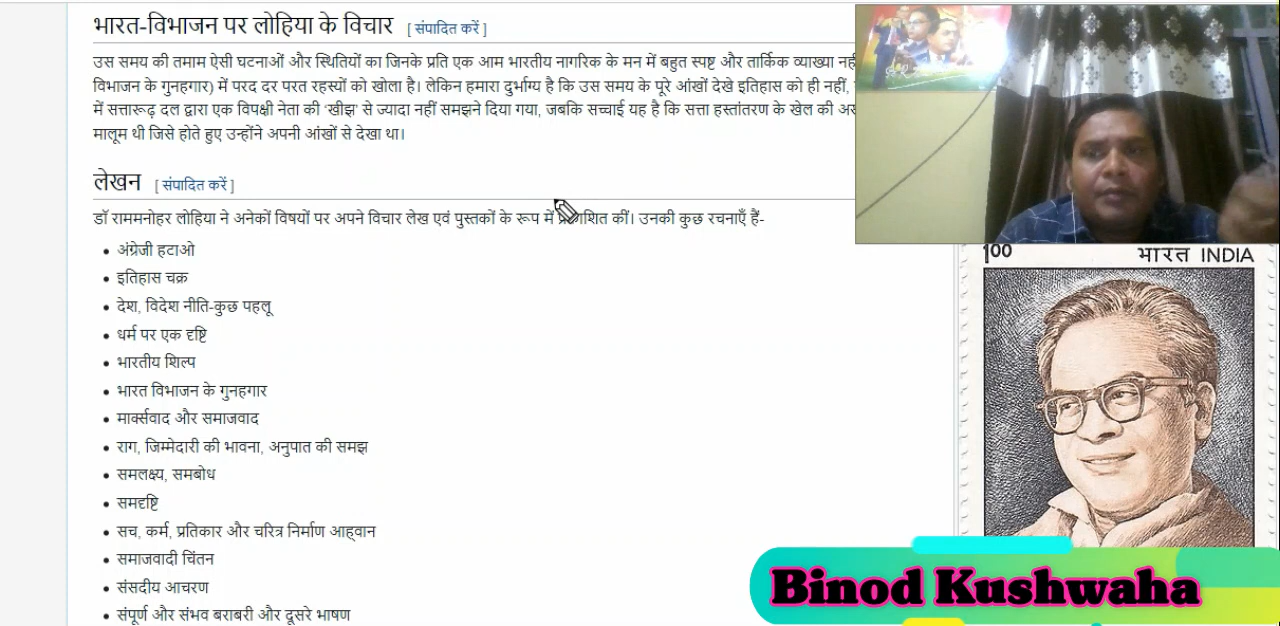 भारत-विभाजन पर लोहिया के विचार [ संपादित करें ]
उस समय की तमाम ऐसी घटनाओं और स्थितियों का जिनके प्रति एक आम भारतीय नागरिक के मन में बहुत स्पष्ट और तार्किक व्याख्या
विभाजन के गुनहगार) में परद दर परत रहस्यों को खोला है। लेकिन हमारा दुर्भाग्य है कि उस समय के पूरे आंखों देखे इतिहास को ही नहीं,
में सत्तारूढ़ दल द्वारा एक विपक्षी नेता की 'खीझ' से ज्यादा नहीं समझने दिया गया, जबकि सच्चाई यह है कि सत्ता हस्तांतरण के खेल की
मालूम थी जिसे होते हुए उन्होंने अपनी आंखों से देखा था।
लेखन [ संपादित करें ]
डॉ राममनोहर लोहिया ने अनेकों विषयों पर अपने विचार लेख एवं पुस्तकों के रूप में प्रकाशित कीं। उनकी कुछ रचनाएँ हैं-
अंग्रेजी हटाओ
इतिहास चक्र
देश, विदेश नीति-कुछ पहलू
धर्म पर एक दृष्टि
भारतीय शिल्प
भारत विभाजन के गुनहगार
मार्क्सवाद और समाजवाद
राग, जिम्मेदारी की भावना, अनुपात की समझ
समलक्ष्य, समबोध
समदृष्टि
सच, कर्म, प्रतिकार और चरित्र निर्माण आह्वान
समाजवादी चिंतन
संसदीय आचरण
संपूर्ण और संभव बराबरी और दूसरे भाषण
100 भारत INDIA
Binod Kushwaha